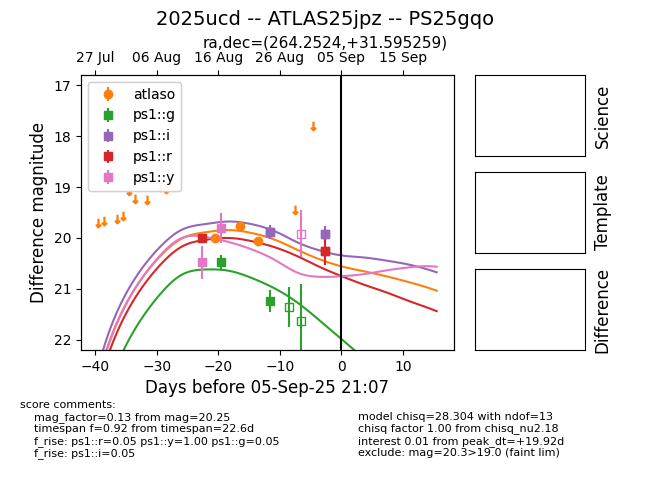 2025ucd -- ATLAS25jpz -- PS25gqo
ra,dec=(264.2524,+31.595259)
27 Jul 06 Aug 16 Aug 26 Aug 05 Sep 15 Sep
17
18
19
20
21
22
Difference magnitude
atlaso
ps1::g
ps1::i
ps1::r
ps1::y
−40 −30 −20 −10 0 10
Days before 05-Sep-25 21:07
Science
Template
Difference
score comments:
mag_factor=0.13 from mag=20.25
timespan f=0.92 from timespan=22.6d
f_rise: ps1::r=0.05 ps1::y=1.00 ps1::g=0.05
f_rise: ps1::i=0.05
model chisq=28.304 with ndof=13
chisq factor 1.00 from chisq_nu2.18
interest 0.01 from peak_dt=+19.92d
exclude: mag=20.3>19.0 (faint lim)